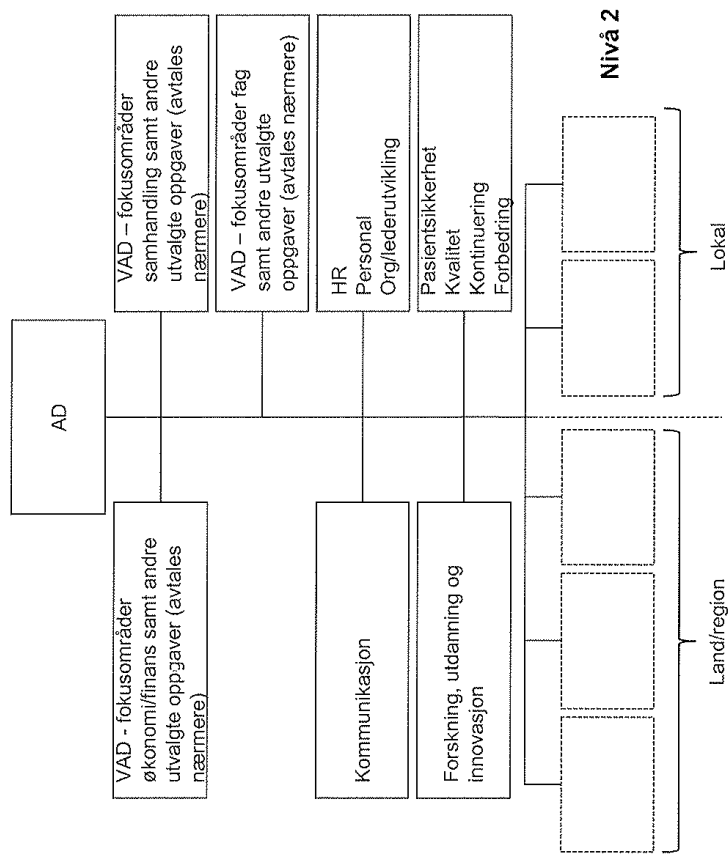 AD
VAD - fokusområder
økonomi/finans samt andre
utvalgte oppgaver (avtales
nærmere)
VAD – fokusområder
samhandling samt andre
utvalgte oppgaver (avtales
nærmere)
VAD – fokusområder fag
samt andre utvalgte
oppgaver (avtales nærmere)
Kommunikasjon
HR
Personal
Org/lederutvikling
Forskning, utdanning og
innovasjon
Pasientsikkerhet
Kvalitet
Kontinuering
Forbedring
Nivå 2
Land/region
Lokal